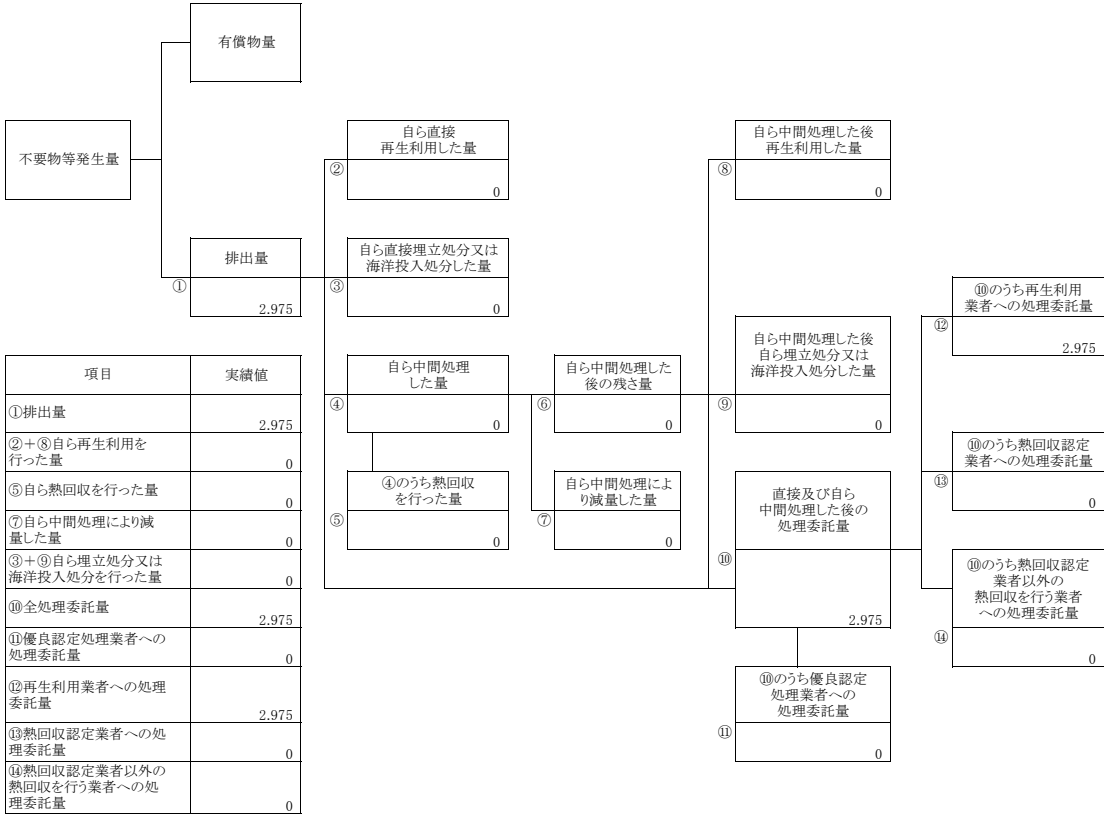 有償物量
不要物等発生量
自ら直接
再生利用した量
②
0
自ら中間処理した後
再生利用した量
⑧
0
排出量
①
2.975
自ら直接埋立処分又は
海洋投入処分した量
③
0
⑩のうち再生利用
業者への処理委託量
⑫
2.975
自ら中間処理
した量
④
0
自ら中間処理した
後の残さ量
⑥
0
自ら中間処理した後
自ら埋立処分又は
海洋投入処分した量
⑨
0
⑩のうち熱回収認定
業者への処理委託量
⑬
0
④のうち熱回収
を行った量
⑤
0
自ら中間処理によ
り減量した量
⑦
0
直接及び自ら
中間処理した後の
処理委託量
⑩
2.975
⑩のうち熱回収認定
業者以外の
熱回収を行う業者
への処理委託量
⑭
0
⑩のうち優良認定
処理業者への
処理委託量
⑪
0
項目 実績値
①排出量
2.975
②＋⑧自ら再生利用を
行った量
0
⑤自ら熱回収を行った量
0
⑦自ら中間処理により減
量した量
0
③＋⑨自ら埋立処分又は
海洋投入処分を行った量
0
⑩全処理委託量
2.975
⑪優良認定処理業者への
処理委託量
0
⑫再生利用業者への処理
委託量
2.975
⑬熱回収認定業者への処
理委託量
0
⑭熱回収認定業者以外の
熱回収を行う業者への処
理委託量
0